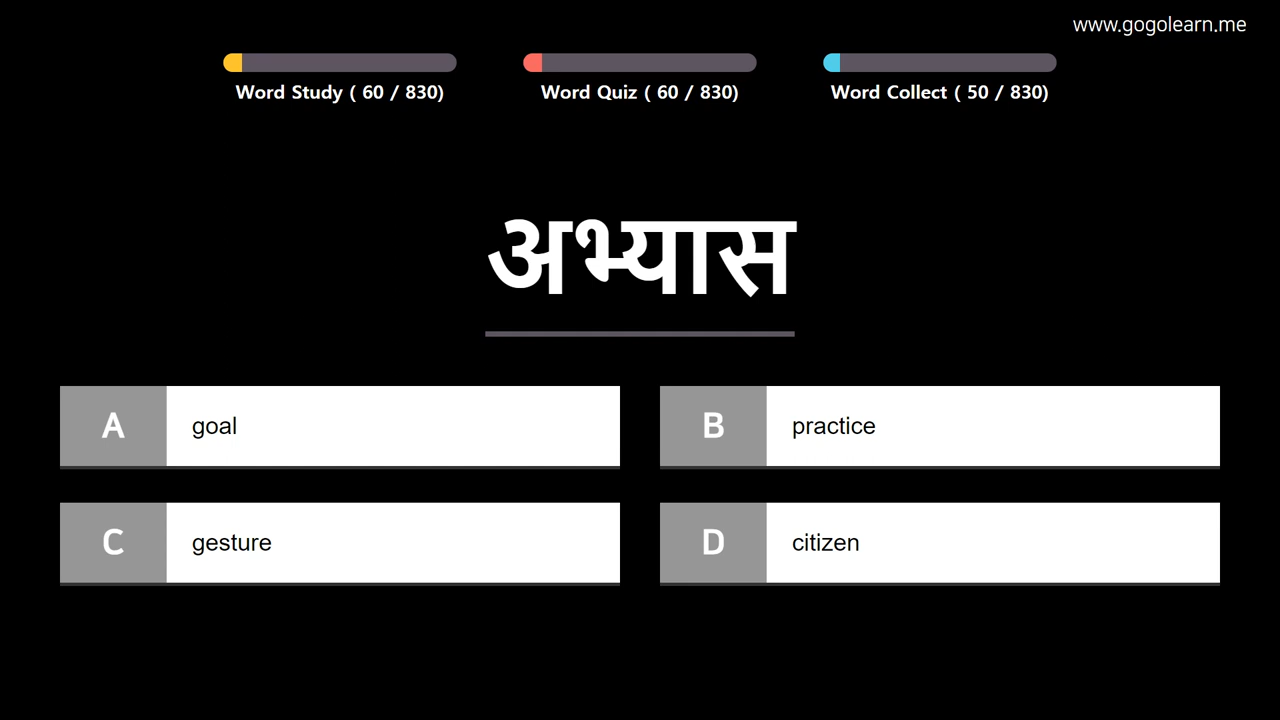 www.gogolearn.me
Word Study ( 60 / 830)
Word Quiz ( 60 / 830)
Word Collect ( 50 / 830)
अभ्यास
A goal
B practice
C gesture
D citizen